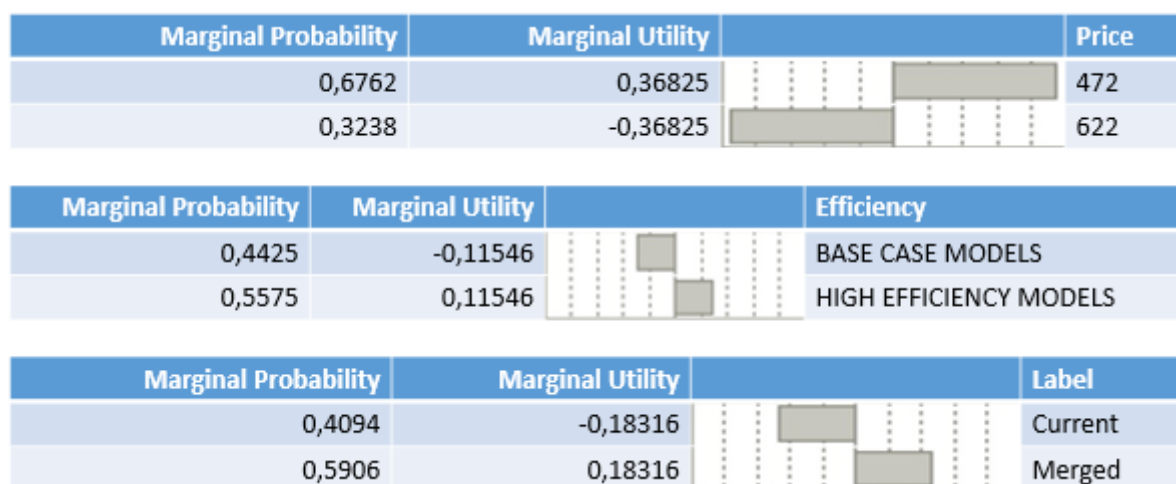 Marginal Probability Marginal Utility Price
0,6762 0,36825 472
0,3238 -0,36825 622
Marginal Probability Marginal Utility Efficiency
0,4425 -0,11546 BASE CASE MODELS
0,5575 0,11546 HIGH EFFICIENCY MODELS
Marginal Probability Marginal Utility Label
0,4094 -0,18316 Current
0,5906 0,18316 Merged